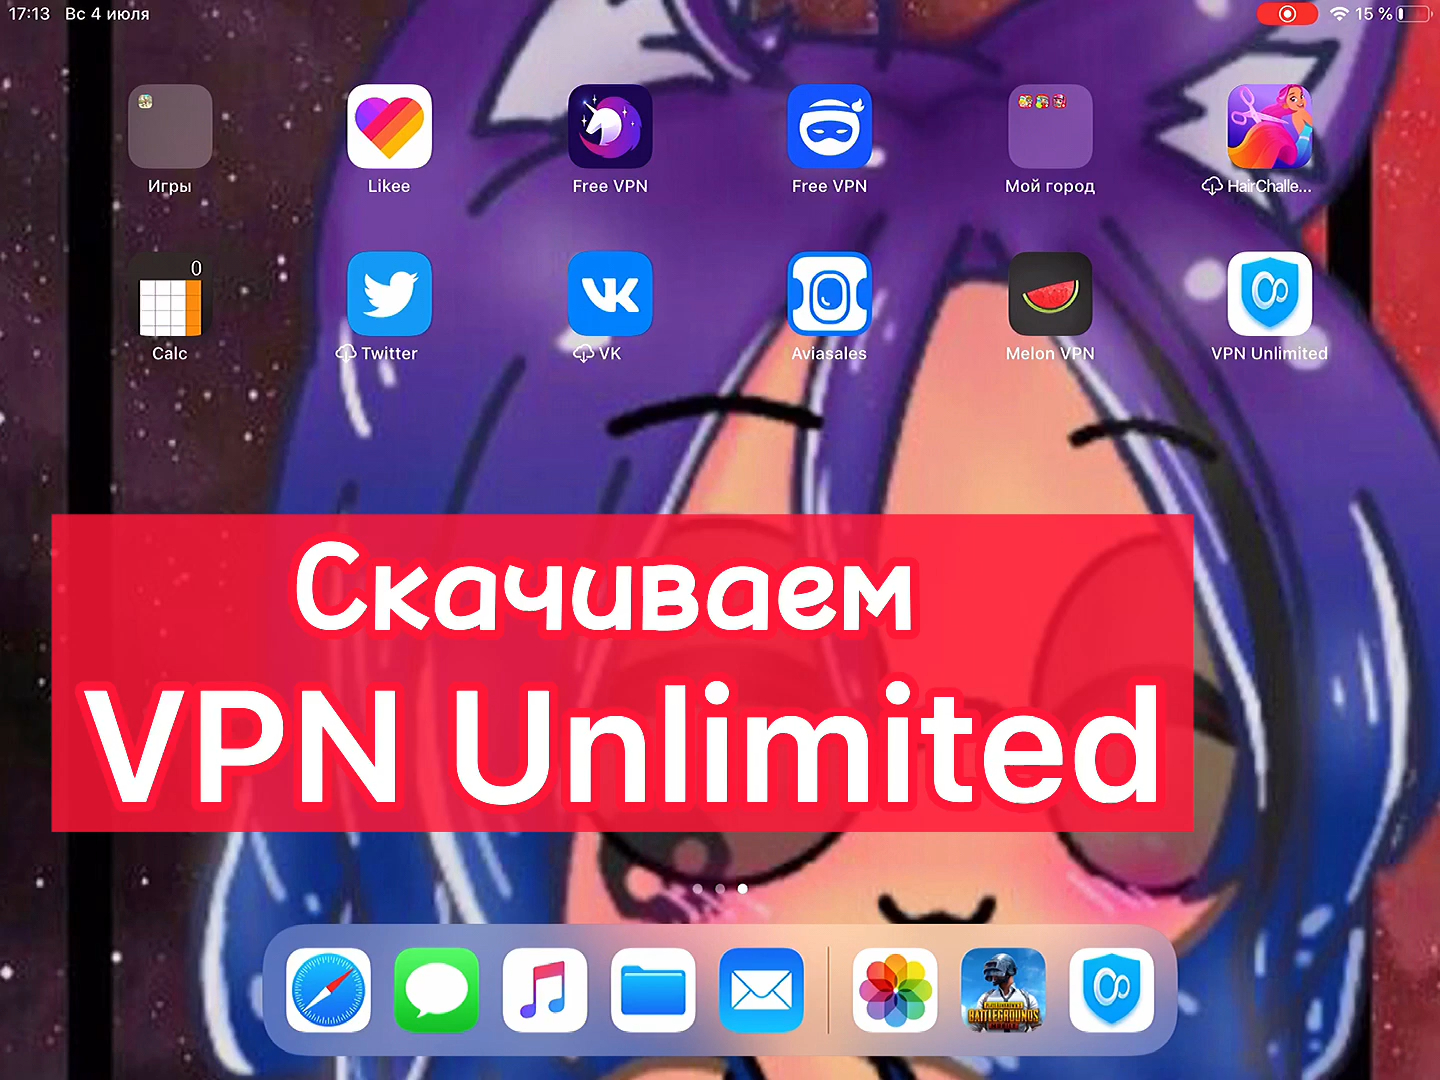 17:13 Вс 4 июля 15 %
Игры Likee Free VPN Free VPN Мой город HairChalle...
0
Calc Twitter VK Aviasales Melon VPN VPN Unlimited
Скачиваем
VPN Unlimited
BATTLEGROUNDS